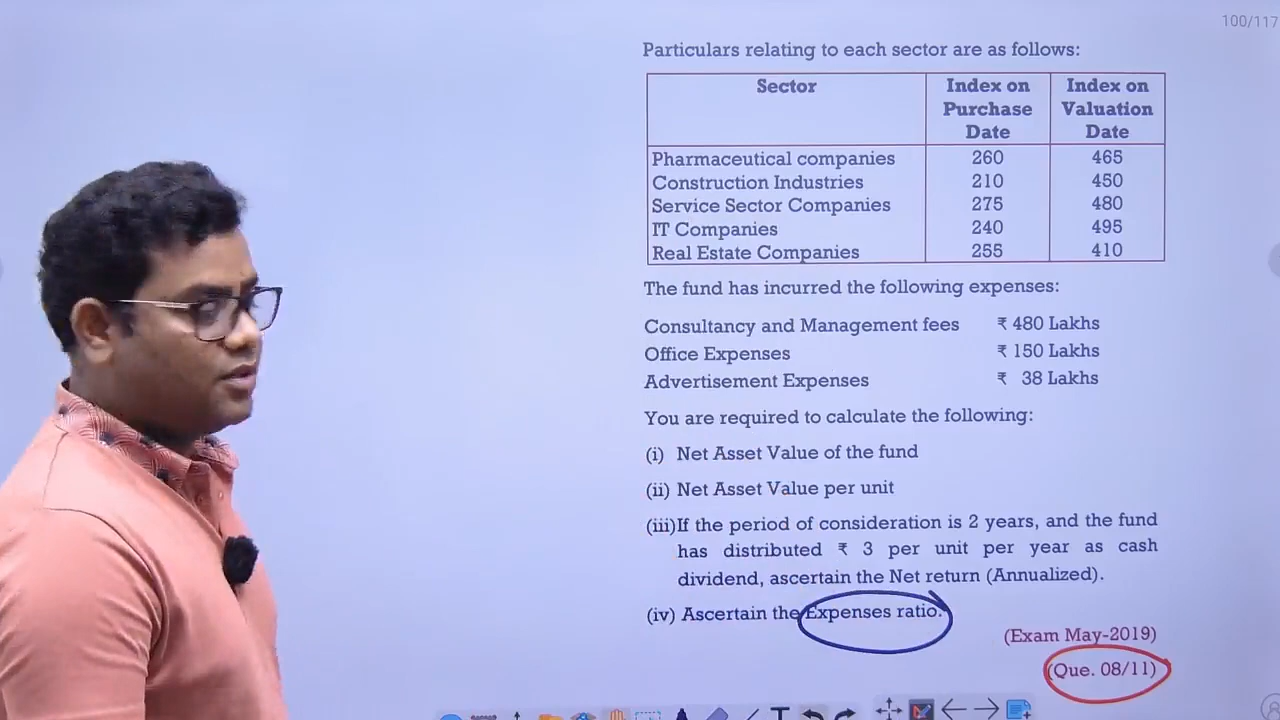 100/117
Particulars relating to each sector are as follows:
Sector Index on Purchase Date Index on Valuation Date
Pharmaceutical companies 260 465
Construction Industries 210 450
Service Sector Companies 275 480
IT Companies 240 495
Real Estate Companies 255 410
The fund has incurred the following expenses:
Consultancy and Management fees ₹ 480 Lakhs
Office Expenses ₹ 150 Lakhs
Advertisement Expenses ₹ 38 Lakhs
You are required to calculate the following:
(i) Net Asset Value of the fund
(ii) Net Asset Value per unit
(iii)If the period of consideration is 2 years, and the fund
has distributed ₹ 3 per unit per year as cash
dividend, ascertain the Net return (Annualized).
(iv) Ascertain the Expenses ratio.
(Exam May-2019)
(Que. 08/11)